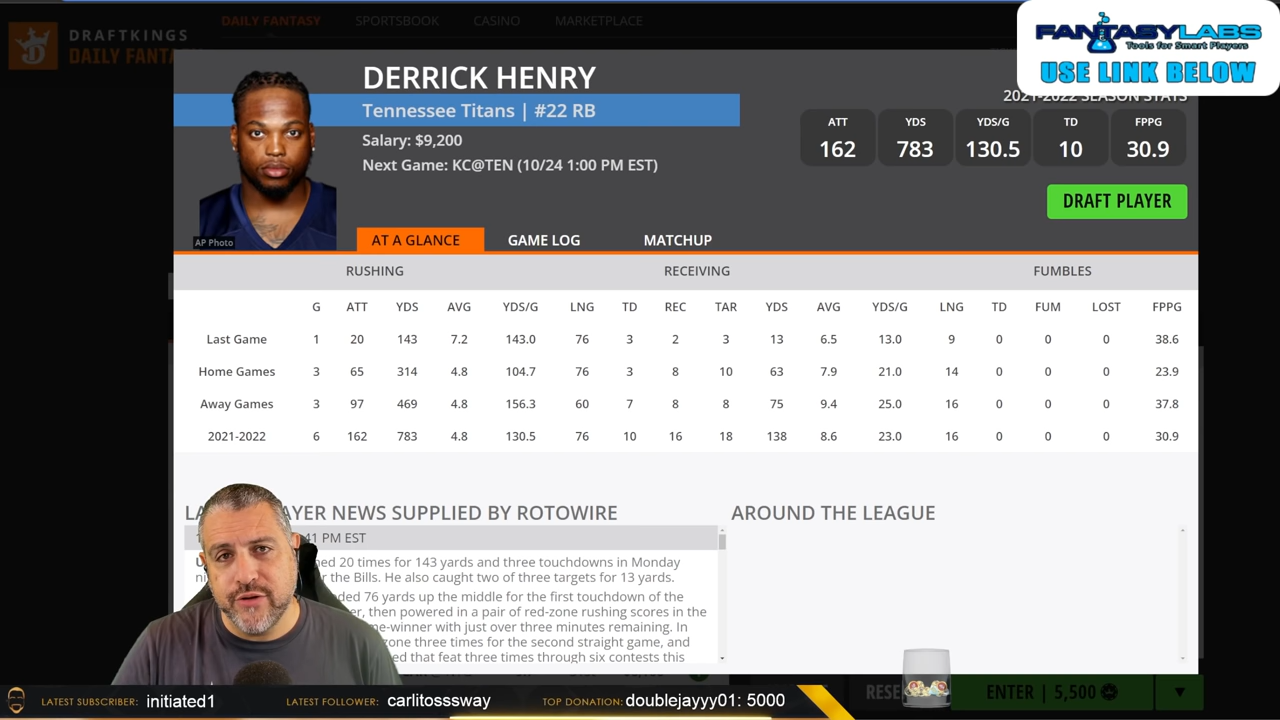 DRAFTKINGS
DAILY FANTASY SPORTSBOOK CASINO MARKETPLACE
FANTASYLABS
Tools for Smart Players
USE LINK BELOW
DERRICK HENRY
Tennessee Titans | #22 RB
Salary: $9,200
Next Game: KC@TEN (10/24 1:00 PM EST)
2021-2022 SEASON STATS
ATT YDS YDS/G TD FPPG
162 783 130.5 10 30.9
DRAFT PLAYER
AP Photo
AT A GLANCE GAME LOG MATCHUP
RUSHING RECEIVING FUMBLES
G ATT YDS AVG YDS/G LNG TD REC TAR YDS AVG YDS/G LNG TD FUM LOST FPPG
Last Game 1 20 143 7.2 143.0 76 3 2 3 13 6.5 13.0 9 0 0 0 38.6
Home Games 3 65 314 4.8 104.7 76 3 8 10 63 7.9 21.0 14 0 0 0 23.9
Away Games 3 97 469 4.8 156.3 60 7 8 8 75 9.4 25.0 16 0 0 0 37.8
2021-2022 6 162 783 4.8 130.5 76 10 16 18 138 8.6 23.0 16 0 0 0 30.9
NEWS SUPPLIED BY ROTOWIRE
PM EST
20 times for 143 yards and three touchdowns in Monday
the Bills. He also caught two of three targets for 13 yards.
76 yards up the middle for the first touchdown of the
then powered in a pair of red-zone rushing scores in the
with just over three minutes remaining. In
three times for the second straight game, and
that feat three times through six contests this
AROUND THE LEAGUE
ENTER | 5,500
LATEST SUBSCRIBER: initiated1 LATEST FOLLOWER: carlitosssway TOP DONATION: doublejayyy01: 5000